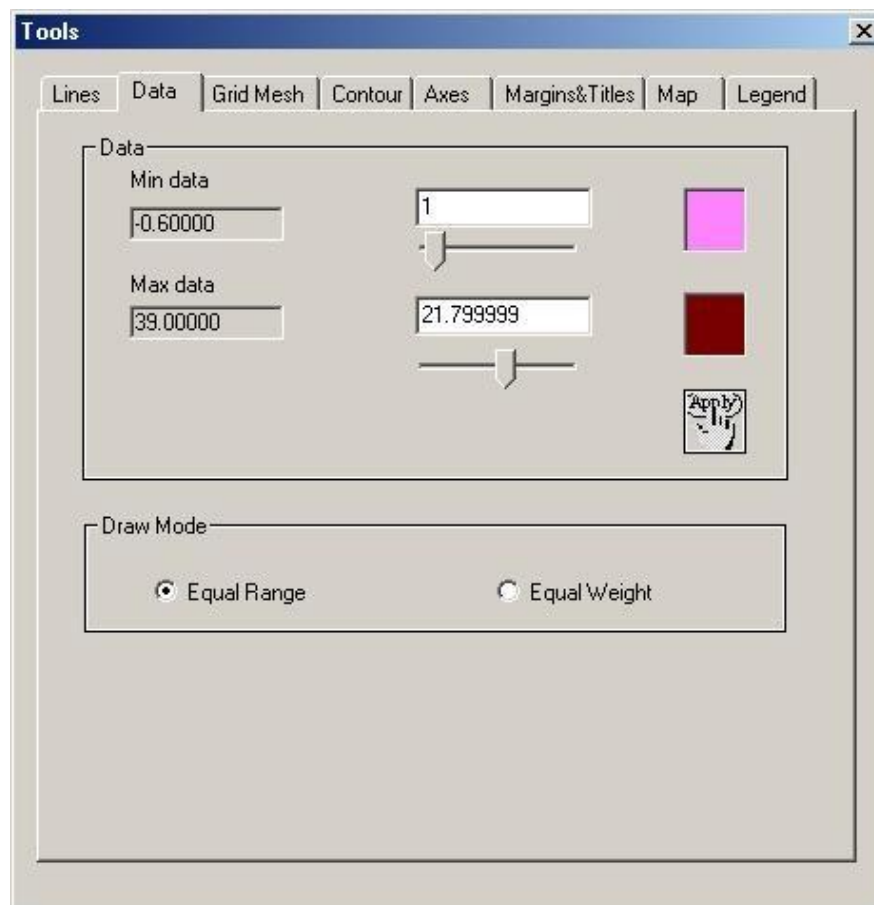 Tools
Lines Data Grid Mesh Contour Axes Margins&Titles Map Legend
Data
Min data
-0.60000 1
Max data
39.00000 21.799999
Apply
Draw Mode
Equal Range Equal Weight